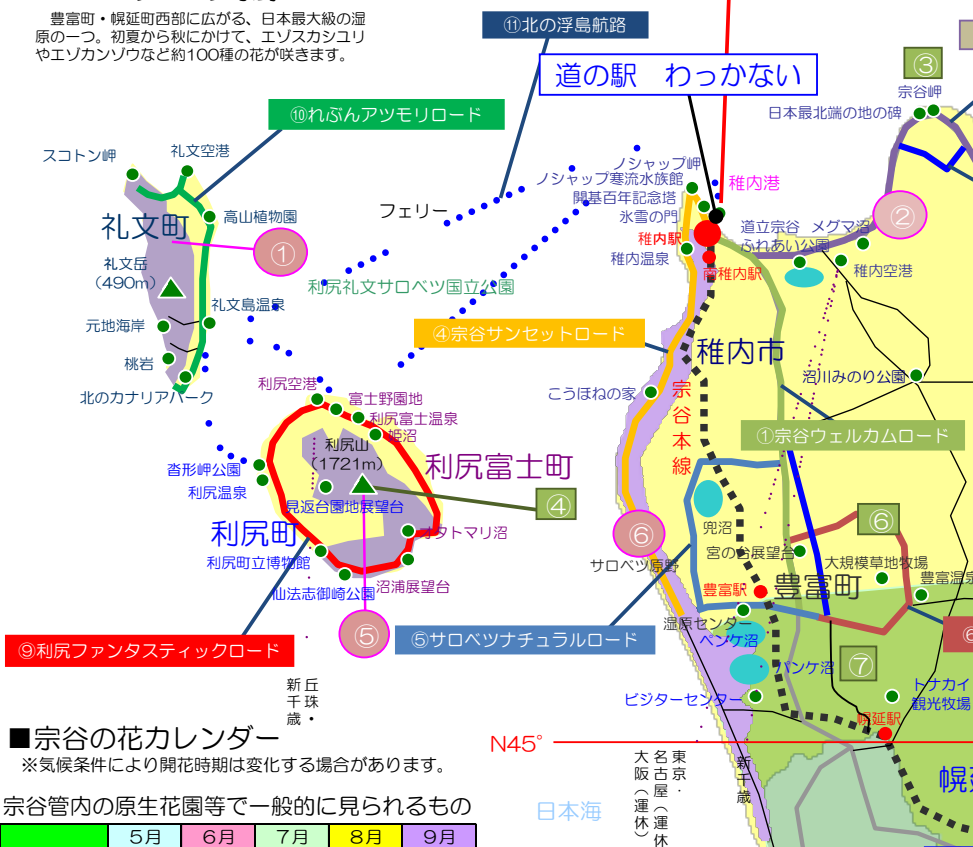 豊富町・幌延町西部に広がる、日本最大級の湿
原の一つ。初夏から秋にかけて、エゾスカシユリ
やエゾカンゾウなど約100種の花が咲きます。
⑪北の浮島航路
道の駅 わっかない
③
宗谷岬
日本最北端の地の碑
⑩れぶんアツモリロード
スコトン岬
礼文空港
高山植物園
礼文町
①
礼文岳
(490m)
礼文島温泉
元地海岸
桃岩
北のカナリアパーク
フェリー
利尻礼文サロベツ国立公園
ノシャップ岬
ノシャップ寒流水族館
開基百年記念塔
氷雪の門
稚内駅
稚内温泉
稚内港
南稚内駅
道立宗谷
ふれあい公園
メグマ沼
②
稚内空港
④宗谷サンセットロード
稚内市
沼川みのり公園
こうほねの家
宗谷本線
①宗谷ウェルカムロード
利尻空港
富士野園地
利尻富士温泉
姫沼
利尻山
(1721m)
利尻富士町
沓形岬公園
利尻温泉
見返台園地展望台
④
利尻町
オタトマリ沼
利尻町立博物館
仙法志御崎公園
沼浦展望台
⑤
⑨利尻ファンタスティックロード
⑥
サロベツ原野
兜沼
宮の台展望台
⑥
大規模草地牧場
豊富駅
豊富町
豊富温泉
湿原センター
ペンケ沼
⑤サロベツナチュラルロード
パンケ沼
⑦
⑥
ビジターセンター
トナカイ
観光牧場
幌延駅
丘珠・
新千歳
N45°
幌延
東京・
名古屋(運休
大阪(運休)
新千歳
日本海
■宗谷の花カレンダー
※気候条件により開花時期は変化する場合があります。
宗谷管内の原生花園等で一般的に見られるもの
5月 6月 7月 8月 9月